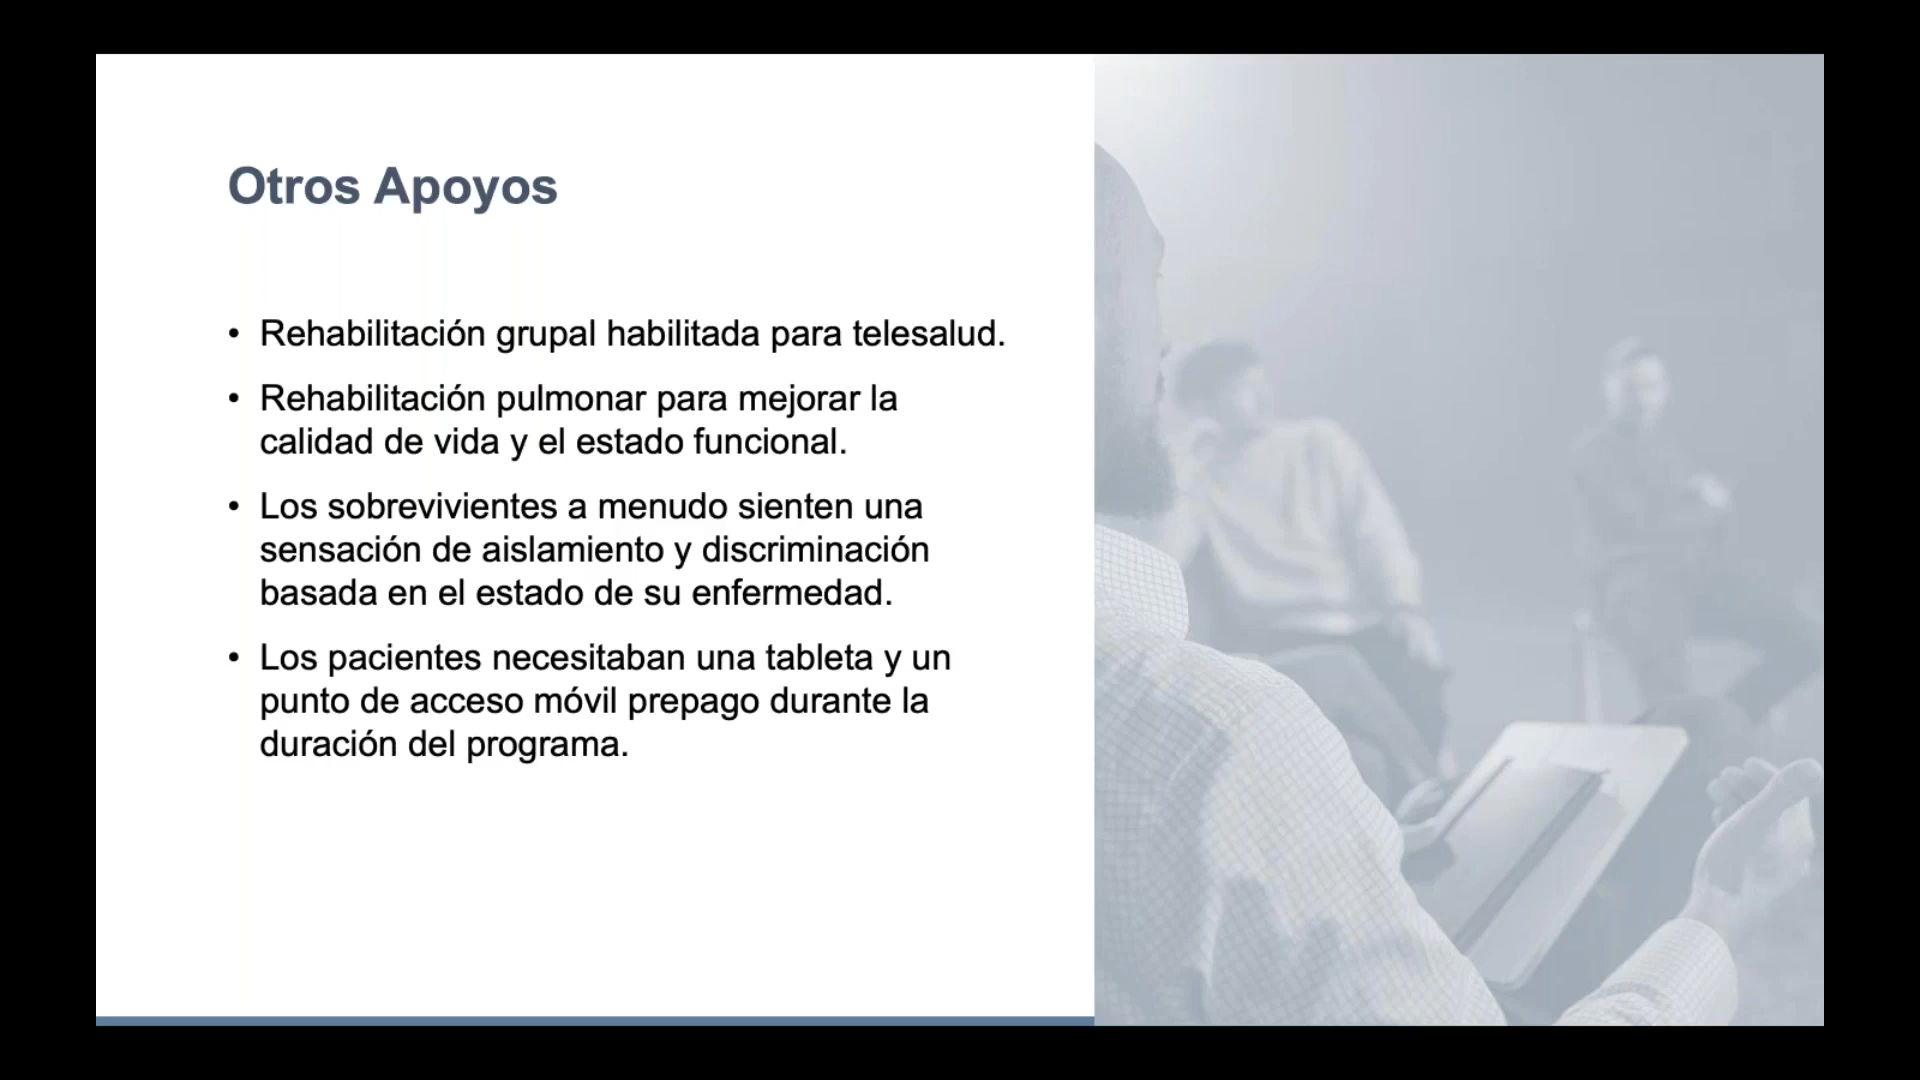 Otros Apoyos
• Rehabilitación grupal habilitada para telesalud.
• Rehabilitación pulmonar para mejorar la
calidad de vida y el estado funcional.
• Los sobrevivientes a menudo sienten una
sensación de aislamiento y discriminación
basada en el estado de su enfermedad.
• Los pacientes necesitaban una tableta y un
punto de acceso móvil prepago durante la
duración del programa.